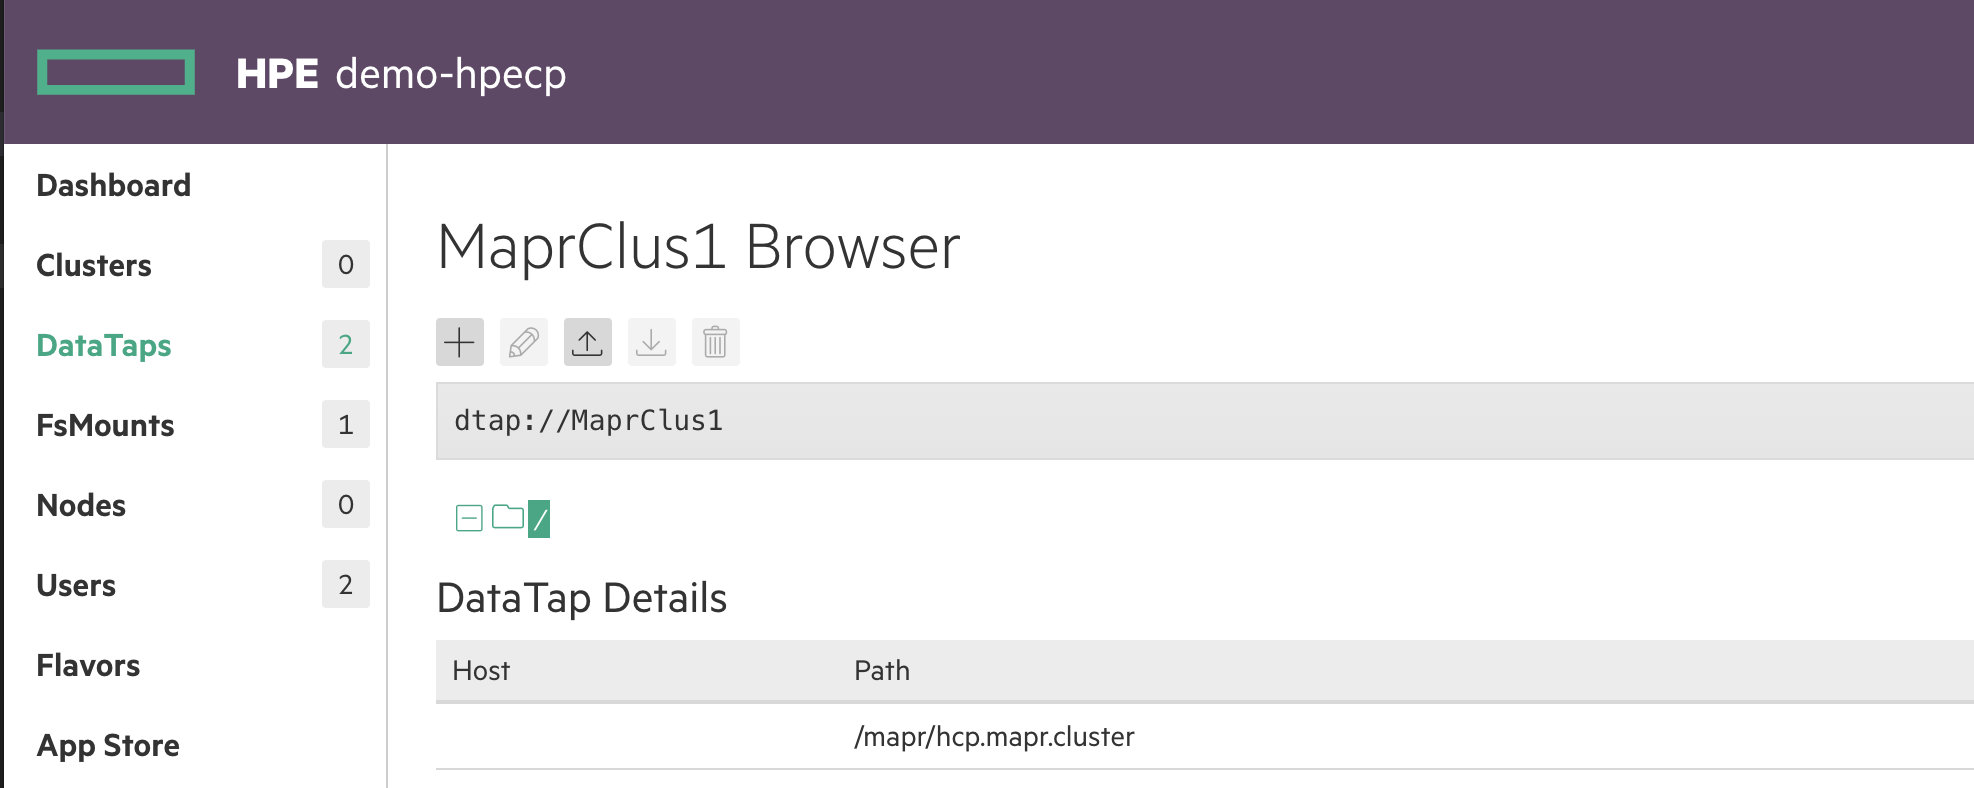 HPE demo-hpecp
Dashboard
Clusters 0
DataTaps 2
FsMounts 1
Nodes 0
Users 2
Flavors
App Store
MaprClus1 Browser
dtap://MaprClus1
/
DataTap Details
Host Path
/mapr/hcp.mapr.cluster